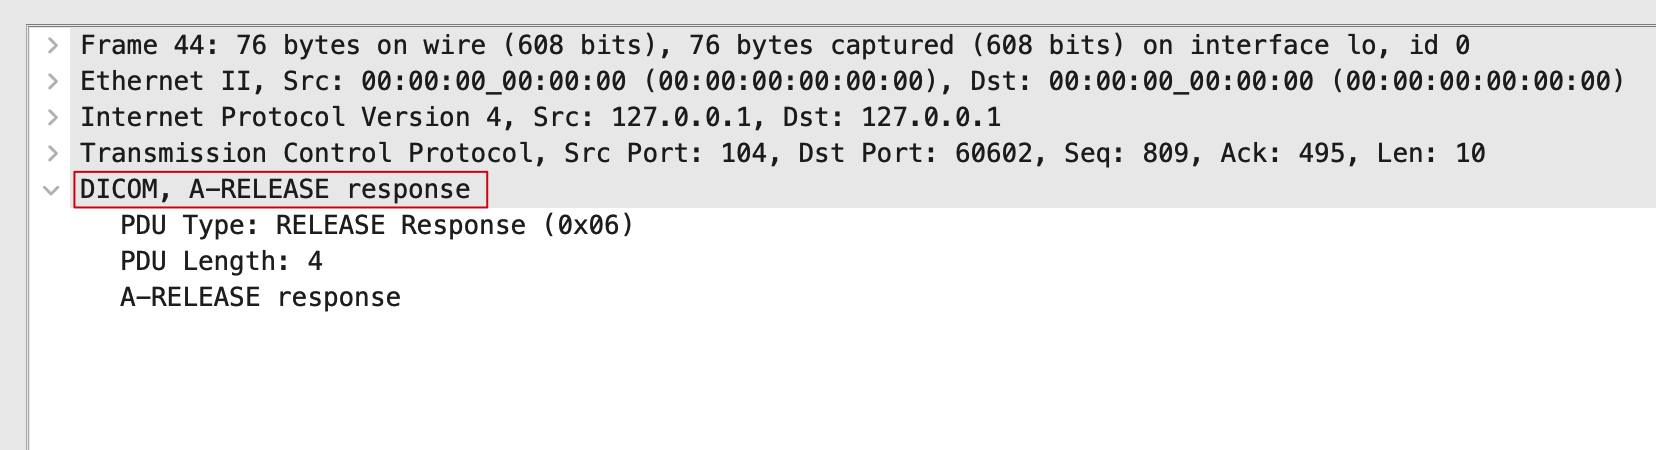 Frame 44: 76 bytes on wire (608 bits), 76 bytes captured (608 bits) on interface lo, id 0
Ethernet II, Src: 00:00:00_00:00:00 (00:00:00:00:00:00), Dst: 00:00:00_00:00:00 (00:00:00:00:00:00)
Internet Protocol Version 4, Src: 127.0.0.1, Dst: 127.0.0.1
Transmission Control Protocol, Src Port: 104, Dst Port: 60602, Seq: 809, Ack: 495, Len: 10
DICOM, A-RELEASE response
PDU Type: RELEASE Response (0x06)
PDU Length: 4
A-RELEASE response